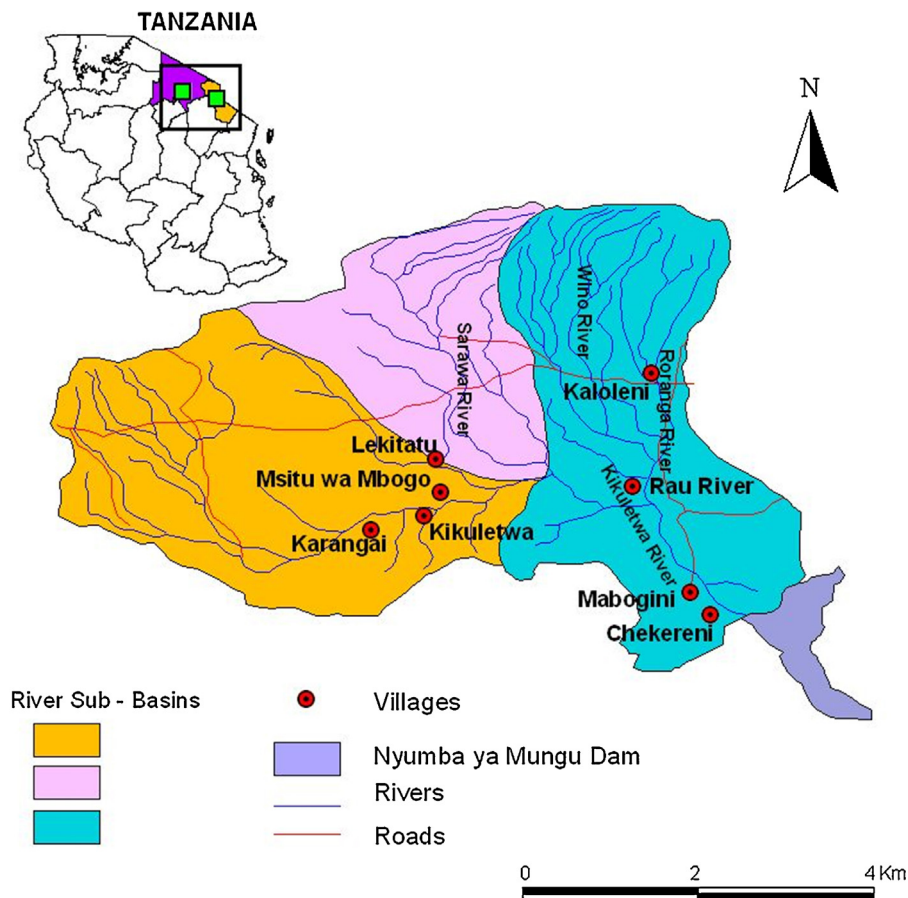 TANZANIA
N
WIno River
Sarawa River
Roranga River
Kaloleni
Lekitatu
Msitu wa Mbogo
Rau River
Kikuletwa River
Kikuletwa
Karangai
Mabogini
Chekereni
River Sub - Basins
Villages
Nyumba ya Mungu Dam
Rivers
Roads
0 2 4 Km